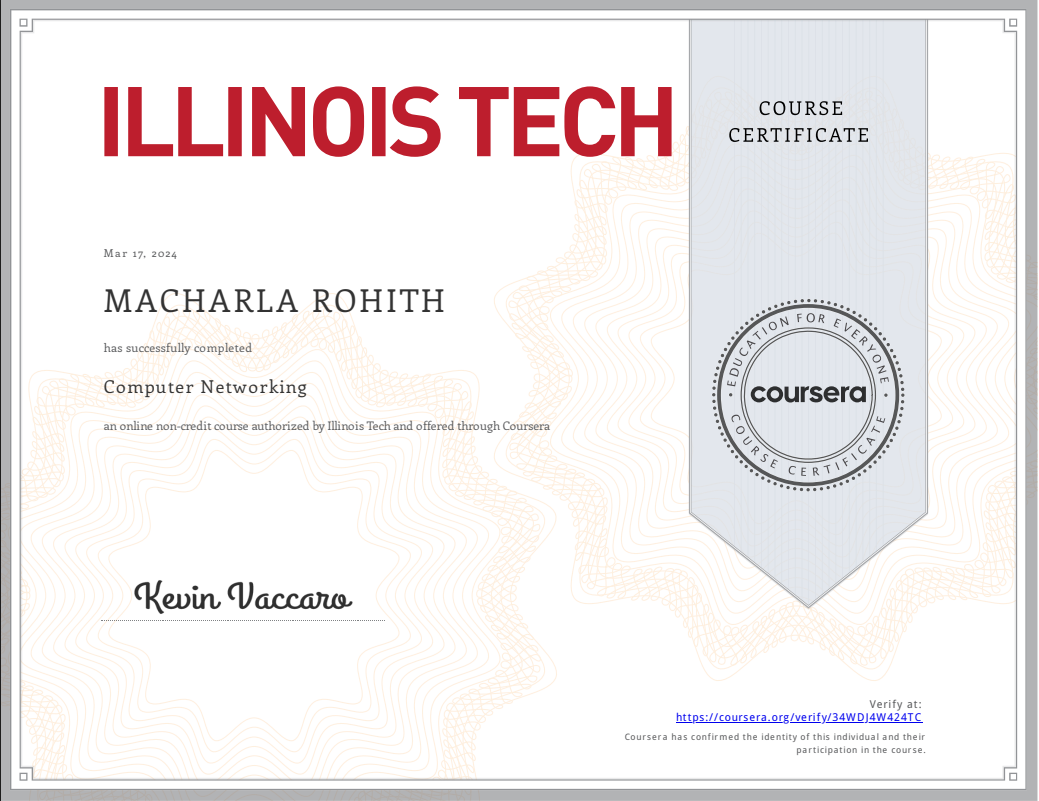 ILLINOIS TECH
COURSE
CERTIFICATE
Mar 17, 2024
MACHARLA ROHITH
has successfully completed
Computer Networking
an online non-credit course authorized by Illinois Tech and offered through Coursera
EDUCATION FOR EVERYONE
coursera
COURSE CERTIFICATE
Kevin Vaccaro
Verify at:
https://coursera.org/verify/34WDJ4W424TC
Coursera has confirmed the identity of this individual and their
participation in the course.